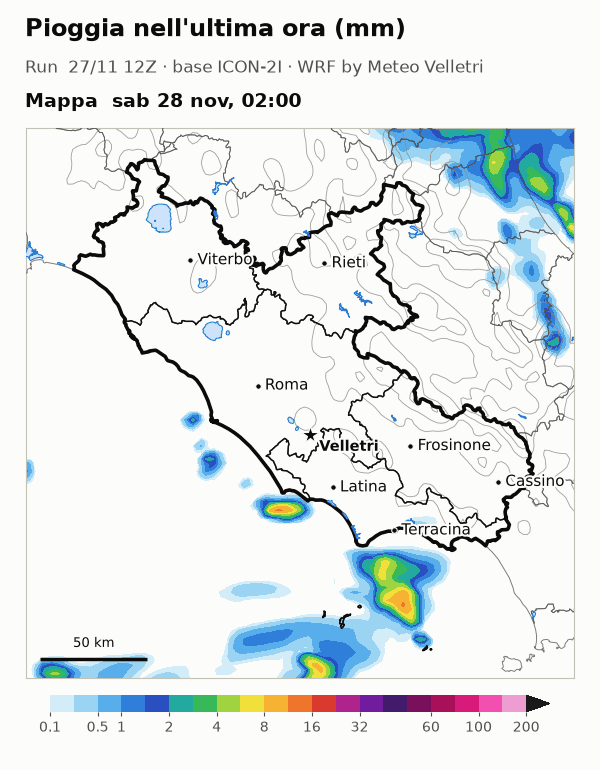 Pioggia nell'ultima ora (mm)
Run  27/11 12Z · base ICON-2I · WRF by Meteo Velletri
Mappa  sab 28 nov, 02:00
Viterbo
Rieti
Roma
Velletri
Frosinone
Latina
Cassino
Terracina
50 km
0.1 0.5 1 2 4 8 16 32 60 100 200